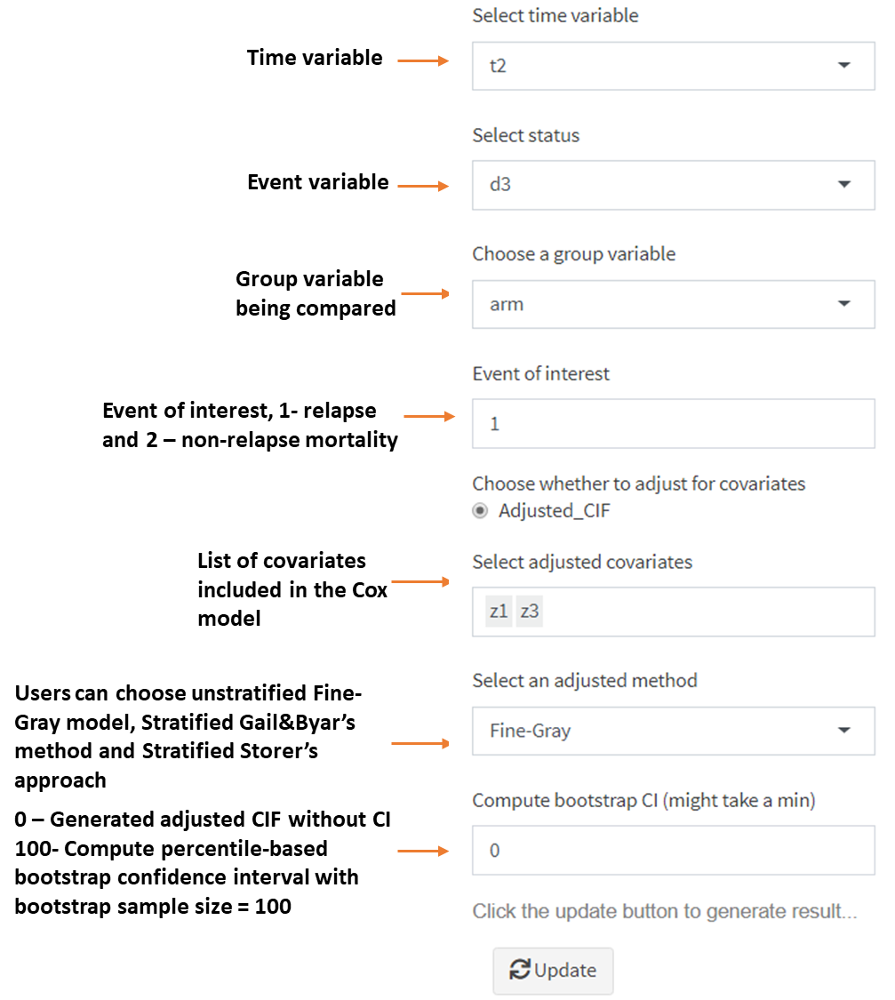 Select time variable
Time variable
t2
Select status
Event variable
d3
Choose a group variable
Group variable
being compared
arm
Event of interest
Event of interest, 1- relapse
and 2 – non-relapse mortality
1
Choose whether to adjust for covariates
Adjusted_CIF
List of covariates
included in the Cox
model
Select adjusted covariates
z1 z3
Select an adjusted method
Users can choose unstratified Fine-
Gray model, Stratified Gail&Byar’s
method and Stratified Storer’s
approach
Fine-Gray
Compute bootstrap CI (might take a min)
0 – Generated adjusted CIF without CI
100- Compute percentile-based
bootstrap confidence interval with
bootstrap sample size = 100
0
Click the update button to generate result...
Update